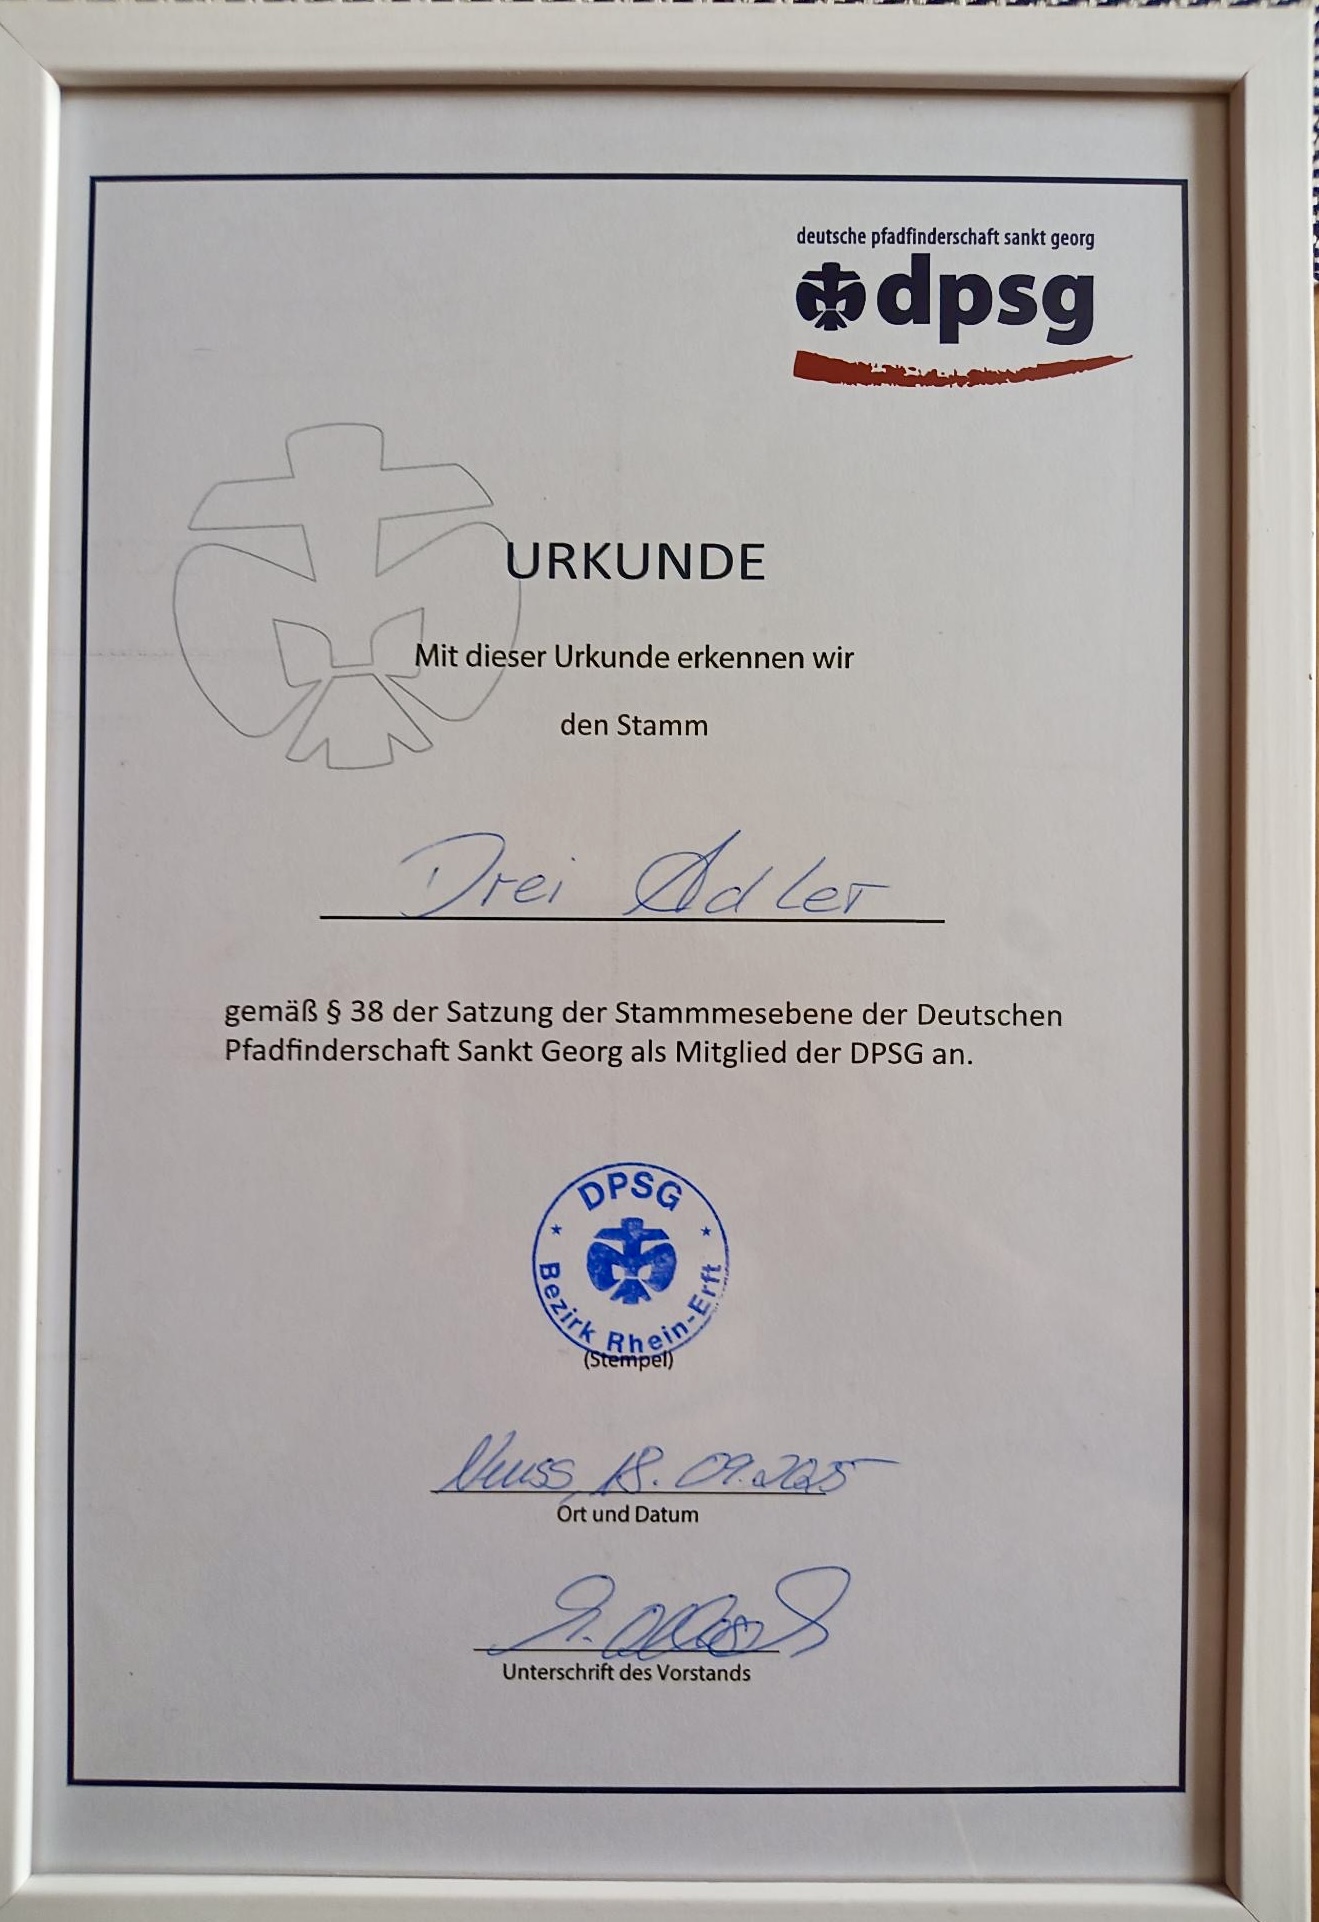 deutsche pfadfinderschaft sankt georg
dpsg
URKUNDE
Mit dieser Urkunde erkennen wir
den Stamm
Drei Adler
gemäß § 38 der Satzung der Stammmesebene der Deutschen
Pfadfinderschaft Sankt Georg als Mitglied der DPSG an.
DPSG
Bezirk Rhein-Erft
(Stempel)
Neuss, 18.09.2025
Ort und Datum
Unterschrift des Vorstands